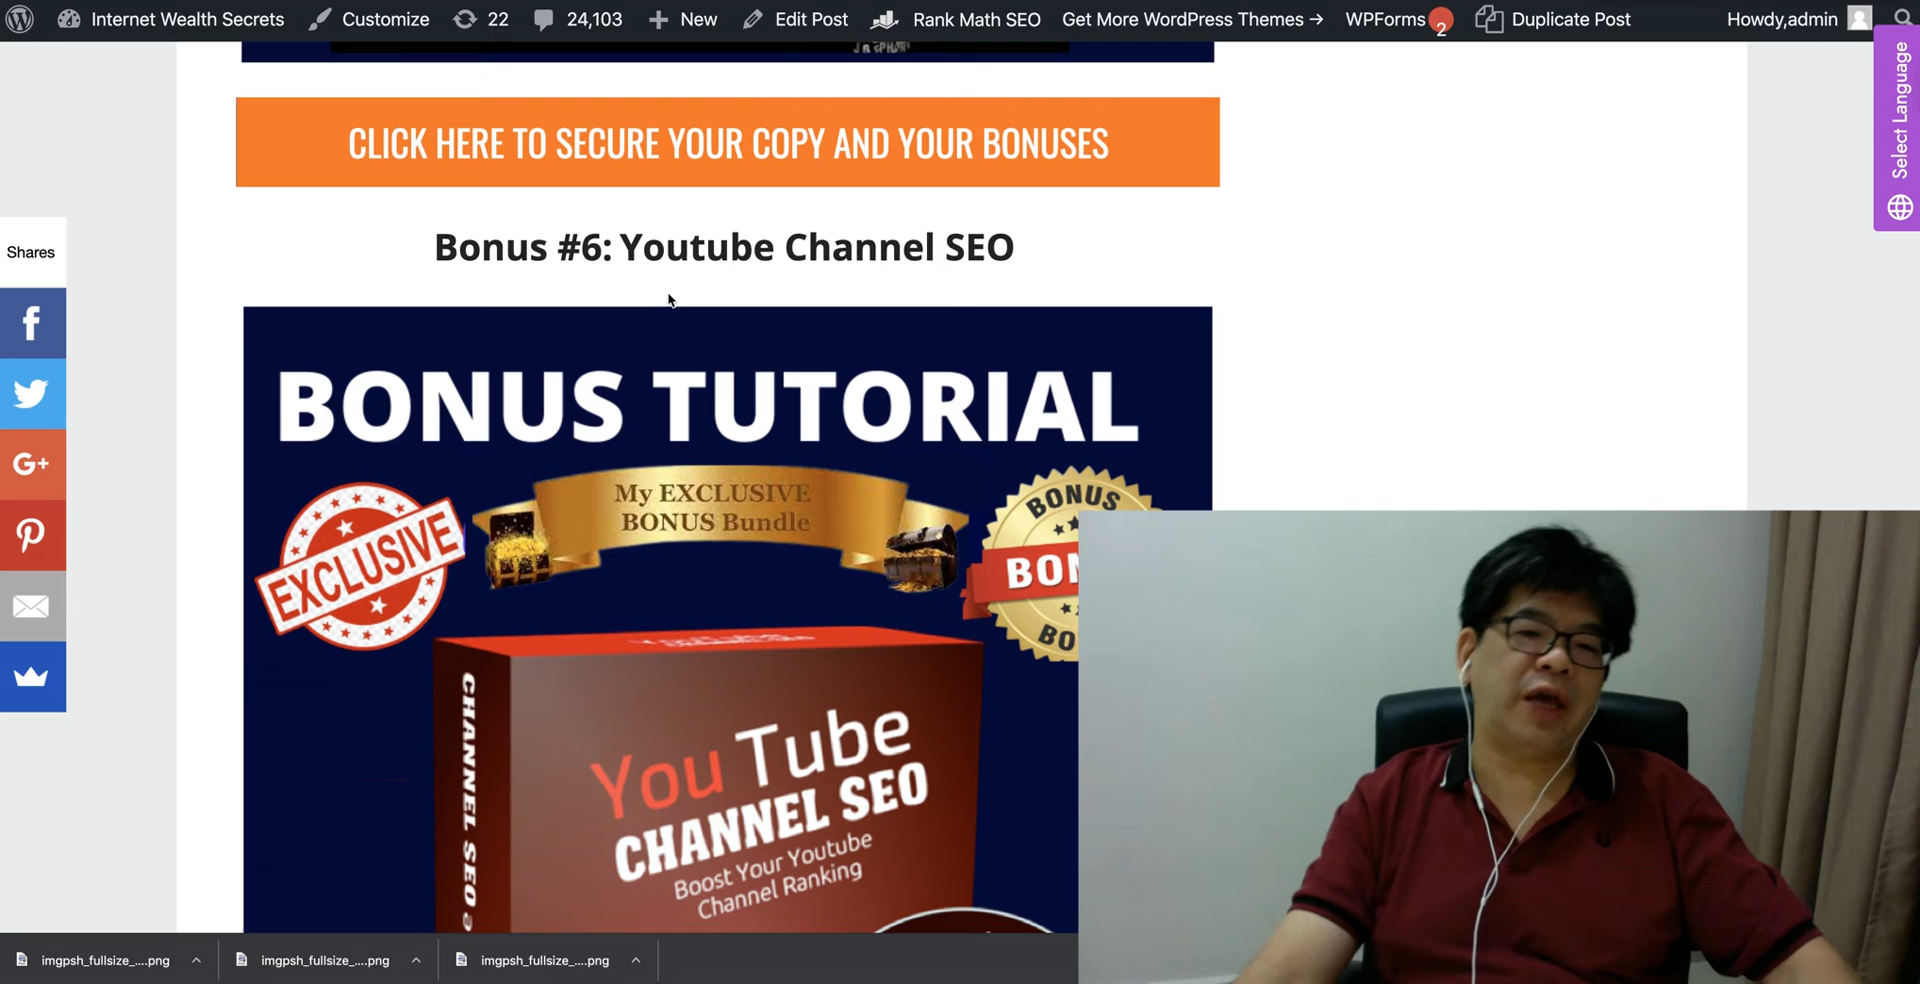 Internet Wealth Secrets Customize 22 24,103 New Edit Post Rank Math SEO Get More WordPress Themes → WPForms 2 Duplicate Post Howdy,admin
Select Language
CLICK HERE TO SECURE YOUR COPY AND YOUR BONUSES
Bonus #6: Youtube Channel SEO
Shares
f
G+
BONUS TUTORIAL
My EXCLUSIVE
BONUS Bundle
EXCLUSIVE
BONUS
BON
BO
CHANNEL SEO
You Tube
CHANNEL SEO
Boost Your Youtube
Channel Ranking
imgpsh_fullsize_....png
imgpsh_fullsize_....png
imgpsh_fullsize_....png